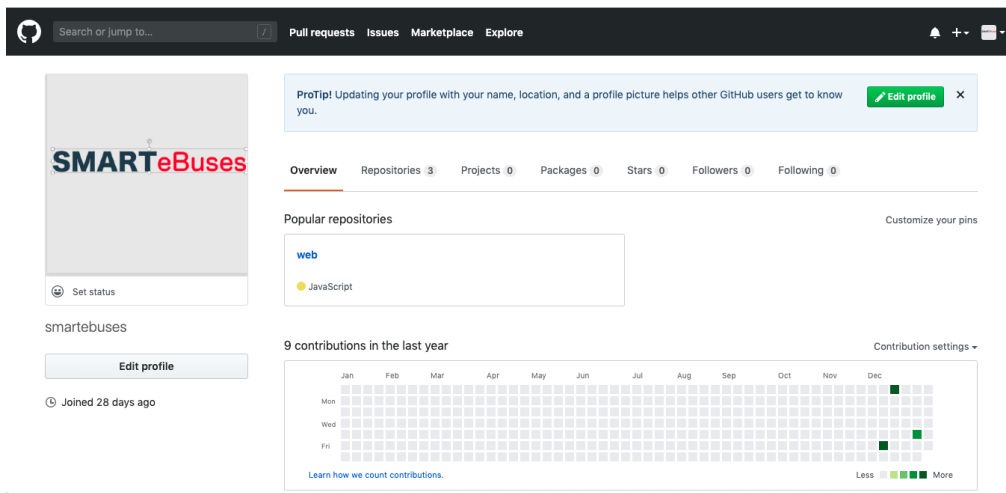 Search or jump to... /
Pull requests Issues Marketplace Explore
SMARTeBuses
Set status
smartebuses
Edit profile
Joined 28 days ago
ProTip! Updating your profile with your name, location, and a profile picture helps other GitHub users get to know
you.
Edit profile
Overview Repositories 3 Projects 0 Packages 0 Stars 0 Followers 0 Following 0
Popular repositories
Customize your pins
web
JavaScript
9 contributions in the last year
Contribution settings
Jan Feb Mar Apr May Jun Jul Aug Sep Oct Nov Dec
Mon
Wed
Fri
Learn how we count contributions.
Less More